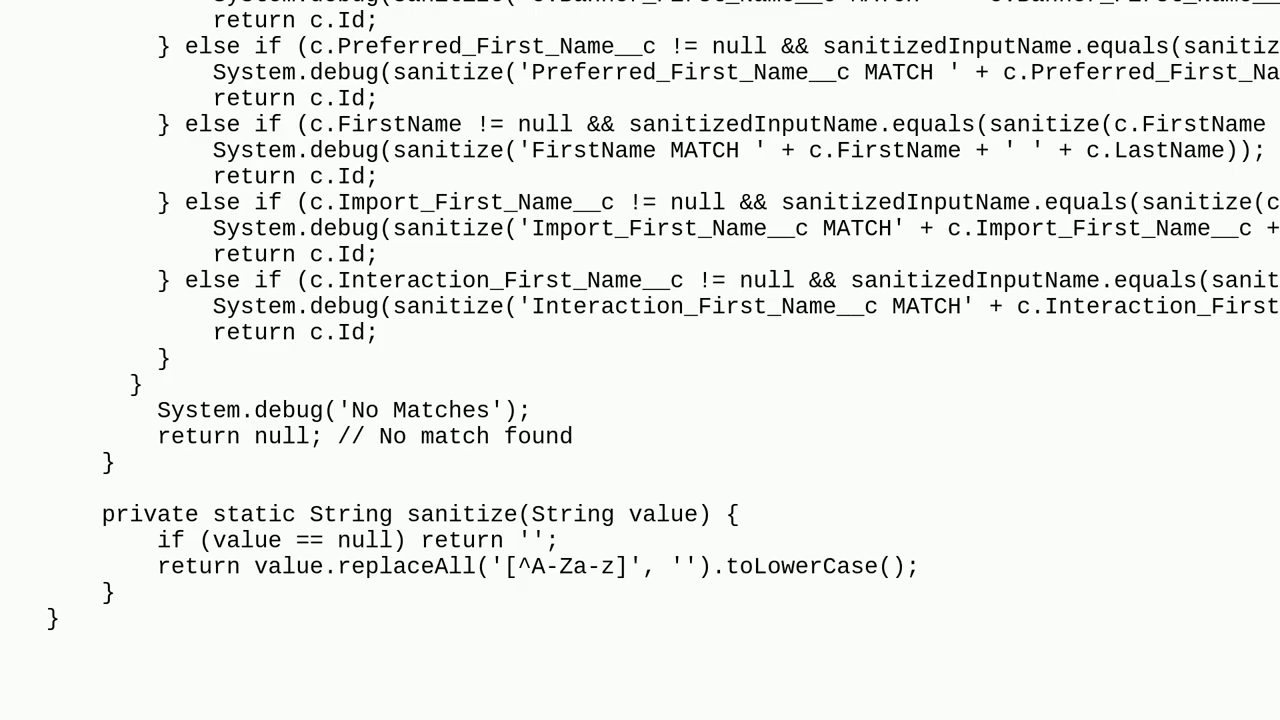 return c.Id;
} else if (c.Preferred_First_Name__c != null && sanitizedInputName.equals(sanitiz
System.debug(sanitize('Preferred_First_Name__c MATCH ' + c.Preferred_First_Na
return c.Id;
} else if (c.FirstName != null && sanitizedInputName.equals(sanitize(c.FirstName
System.debug(sanitize('FirstName MATCH ' + c.FirstName + ' ' + c.LastName));
return c.Id;
} else if (c.Import_First_Name__c != null && sanitizedInputName.equals(sanitize(c
System.debug(sanitize('Import_First_Name__c MATCH' + c.Import_First_Name__c +
return c.Id;
} else if (c.Interaction_First_Name__c != null && sanitizedInputName.equals(sanit
System.debug(sanitize('Interaction_First_Name__c MATCH' + c.Interaction_First
return c.Id;
}
}
System.debug('No Matches');
return null; // No match found
}
private static String sanitize(String value) {
if (value == null) return '';
return value.replaceAll('[^A-Za-z]', '').toLowerCase();
}
}